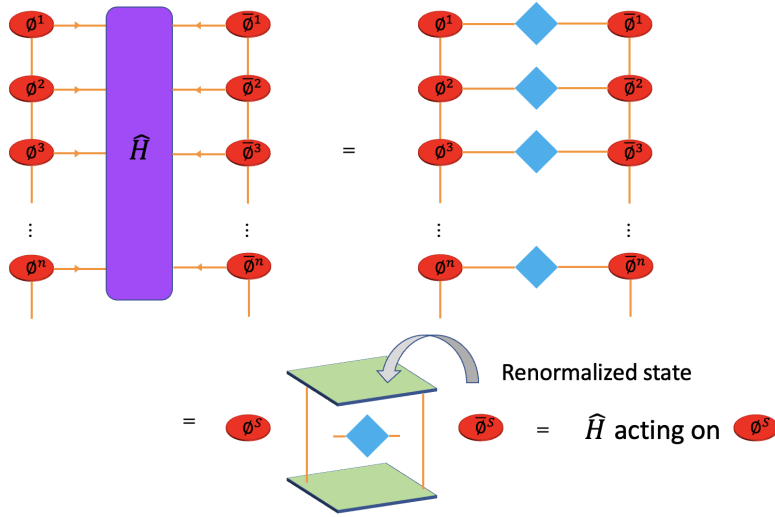 ø¹ ø̅¹ ø¹ ø̅¹
ø² ø̅² ø² ø̅²
ø³ Ĥ ø̅³ = ø³ ø̅³
⋮ ⋮ ⋮ ⋮
øⁿ ø̅ⁿ øⁿ ø̅ⁿ
Renormalized state
= øˢ ø̅ˢ = Ĥ acting on øˢ